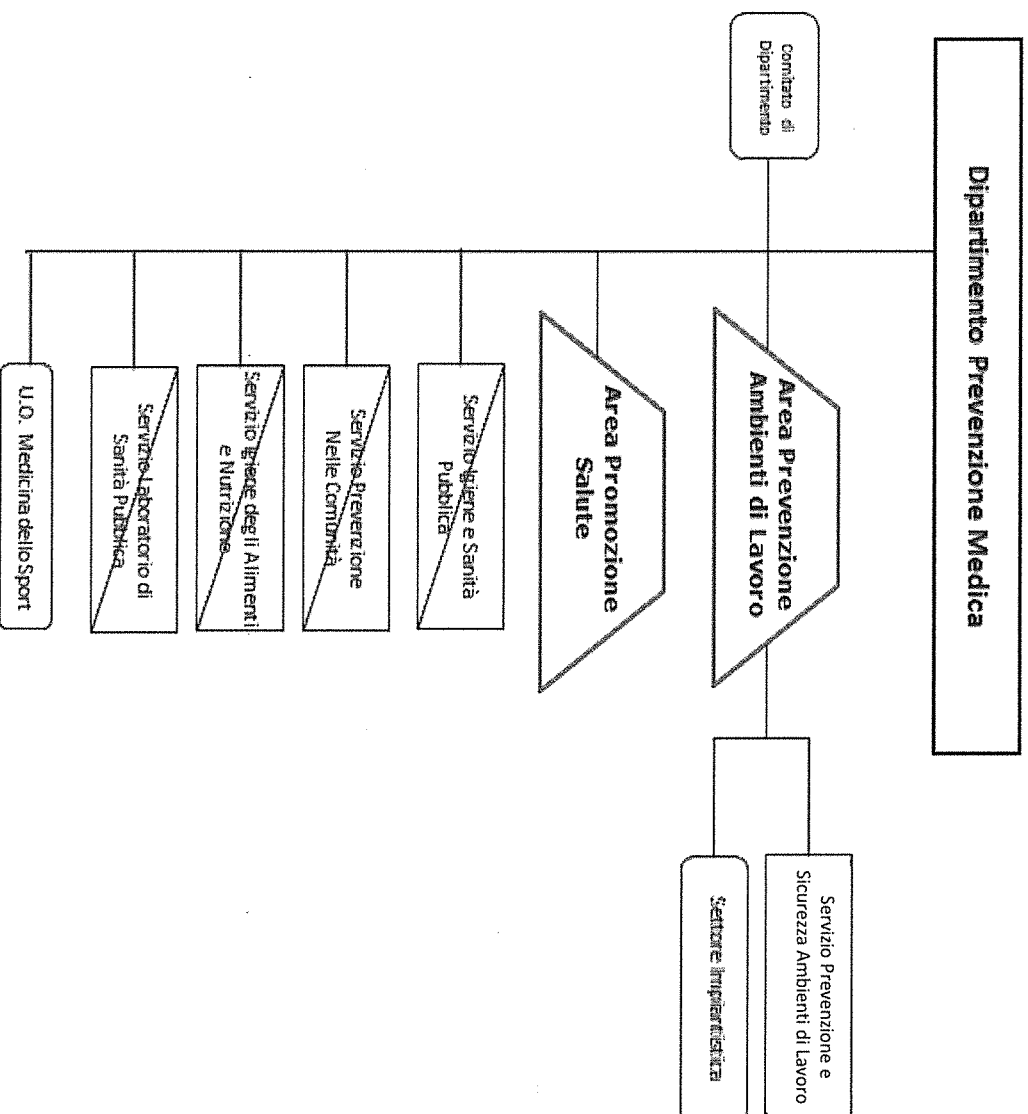 Dipartimento Prevenzione Medica
Comitato di
Dipartimento
Area Prevenzione
Ambienti di Lavoro
Servizio Prevenzione e
Sicurezza Ambienti di Lavoro
Settore Impiantistica
Area Promozione
Salute
Servizio Igiene e Sanità
Pubblica
Servizio Prevenzione
Nelle Comunità
Servizio Igiene degli Alimenti
e Nutrizione
Servizio Laboratorio di
Sanità Pubblica
U.O. Medicina dello Sport